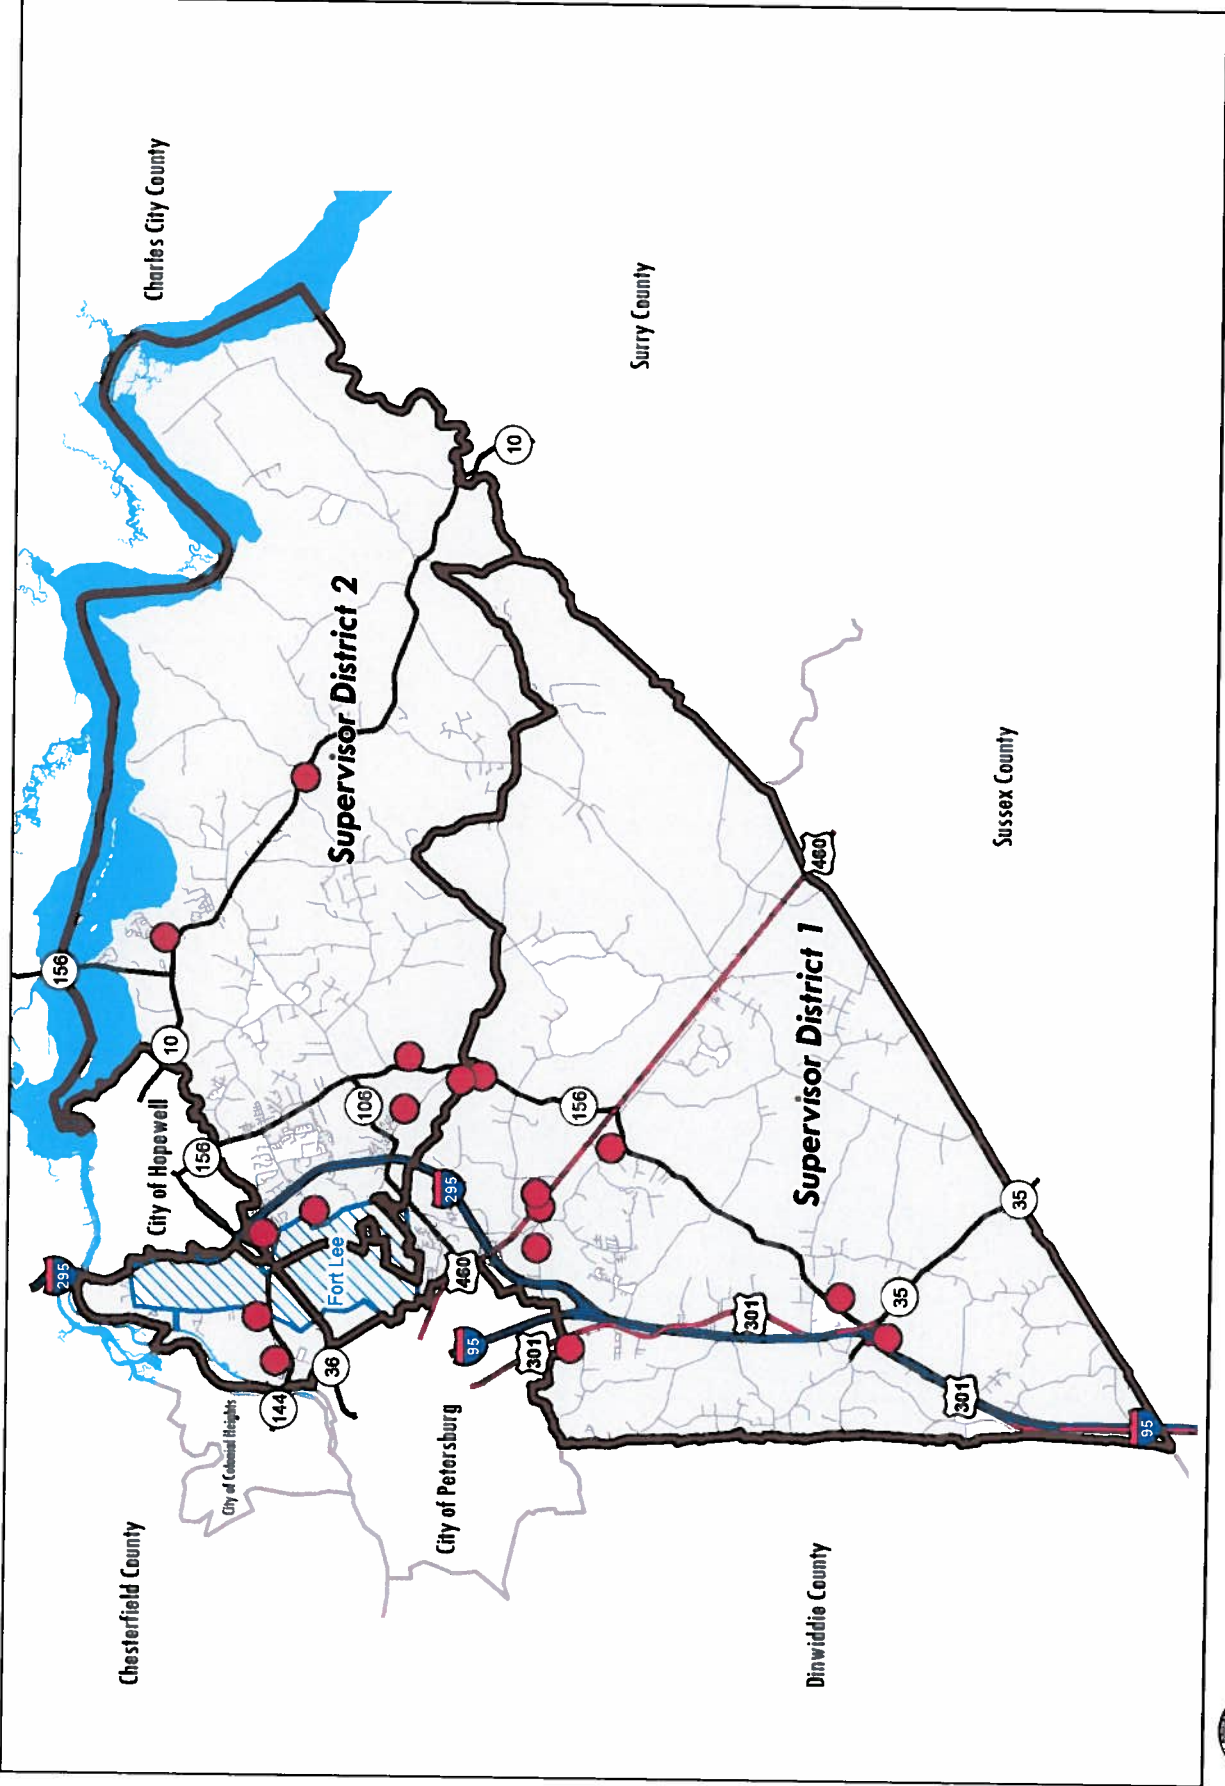 Charles City County
Surry County
Sussex County
Dinwiddie County
Chesterfield County
City of Colonial Heights
City of Petersburg
City of Hopewell
Fort Lee
Supervisor District 2
Supervisor District 1
156
10
10
156
106
156
295
295
460
460
95
301
301
301
95
35
35
36
144